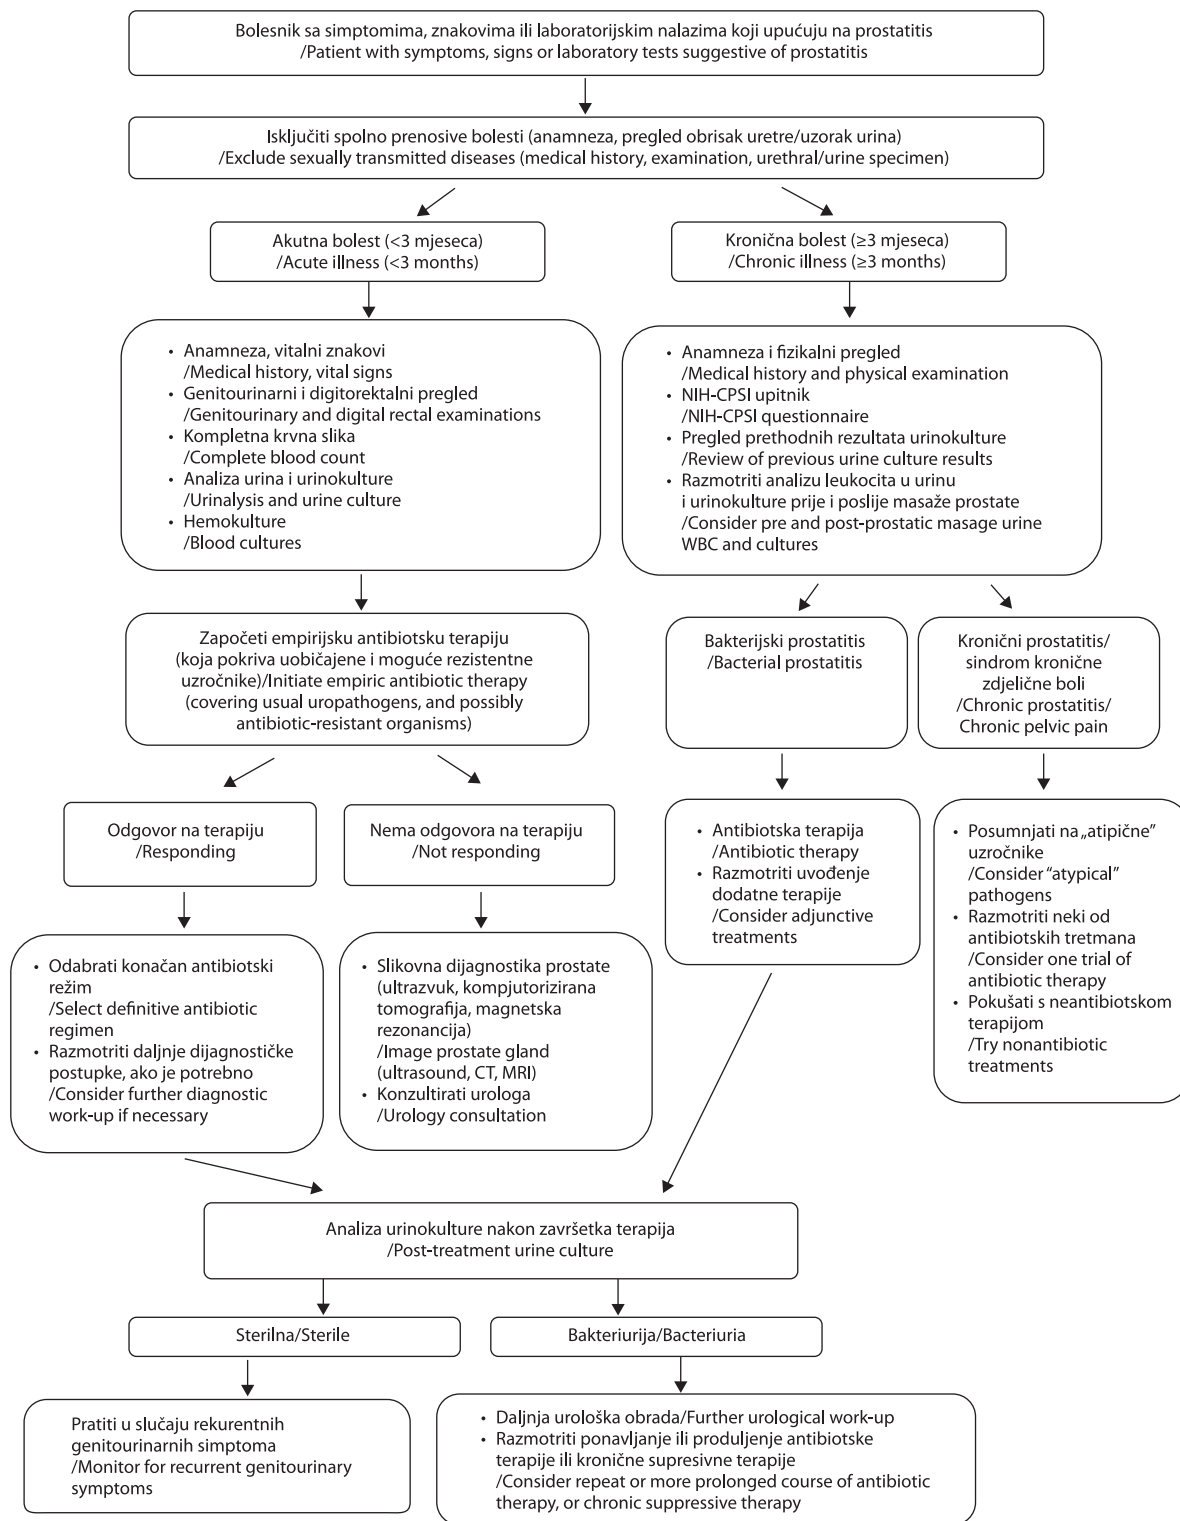 Bolesnik sa simptomima, znakovima ili laboratorijskim nalazima koji upućuju na prostatitis
/Patient with symptoms, signs or laboratory tests suggestive of prostatitis
Isključiti spolno prenosive bolesti (anamneza, pregled obrisak uretre/uzorak urina)
/Exclude sexually transmitted diseases (medical history, examination, urethral/urine specimen)
Akutna bolest (<3 mjeseca)
/Acute illness (<3 months)
Kronična bolest (≥3 mjeseca)
/Chronic illness (≥3 months)
• Anamneza, vitalni znakovi
/Medical history, vital signs
• Genitourinarni i digitorektalni pregled
/Genitourinary and digital rectal examinations
• Kompletna krvna slika
/Complete blood count
• Analiza urina i urinokulture
/Urinalysis and urine culture
• Hemokulture
/Blood cultures
• Anamneza i fizikalni pregled
/Medical history and physical examination
• NIH-CPSI upitnik
/NIH-CPSI questionnaire
• Pregled prethodnih rezultata urinokulture
/Review of previous urine culture results
• Razmotriti analizu leukocita u urinu
i urinokulture prije i poslije masaže prostate
/Consider pre and post-prostatic masage urine
WBC and cultures
Započeti empirijsku antibiotsku terapiju
(koja pokriva uobičajene i moguće rezistentne
uzročnike)/Initiate empiric antibiotic therapy
(covering usual uropathogens, and possibly
antibiotic-resistant organisms)
Bakterijski prostatitis
/Bacterial prostatitis
Kronični prostatitis/
sindrom kronične
zdjelične boli
/Chronic prostatitis/
Chronic pelvic pain
Odgovor na terapiju
/Responding
Nema odgovora na terapiju
/Not responding
• Antibiotska terapija
/Antibiotic therapy
• Razmotriti uvođenje
dodatne terapije
/Consider adjunctive
treatments
• Posumnjati na „atipične”
uzročnike
/Consider “atypical”
pathogens
• Razmotriti neki od
antibiotskih tretmana
/Consider one trial of
antibiotic therapy
• Pokušati s neantibiotskom
terapijom
/Try nonantibiotic
treatments
• Odabrati konačan antibiotski
režim
/Select definitive antibiotic
regimen
• Razmotriti daljnje dijagnostičke
postupke, ako je potrebno
/Consider further diagnostic
work-up if necessary
• Slikovna dijagnostika prostate
(ultrazvuk, kompjutorizirana
tomografija, magnetska
rezonancija)
/Image prostate gland
(ultrasound, CT, MRI)
• Konzultirati urologa
/Urology consultation
Analiza urinokulture nakon završetka terapija
/Post-treatment urine culture
Sterilna/Sterile
Bakteriurija/Bacteriuria
Pratiti u slučaju rekurentnih
genitourinarnih simptoma
/Monitor for recurrent genitourinary
symptoms
• Daljnja urološka obrada/Further urological work-up
• Razmotriti ponavljanje ili produljenje antibiotske
terapije ili kronične supresivne terapije
/Consider repeat or more prolonged course of antibiotic
therapy, or chronic suppressive therapy